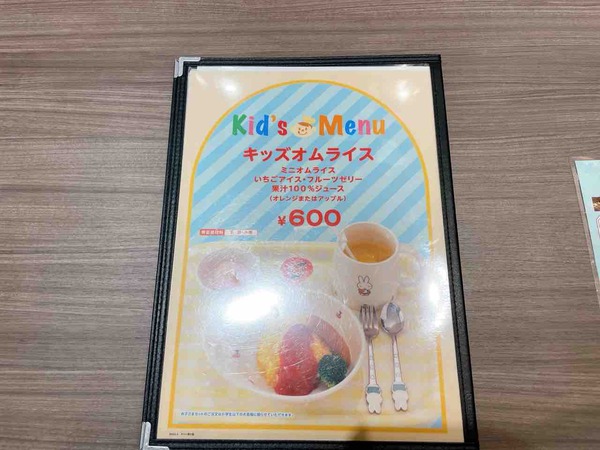 Kid's Menu
キッズオムライス
ミニオムライス
いちごアイス・フルーツゼリー
果汁100%ジュース
(オレンジまたはアップル)
¥600